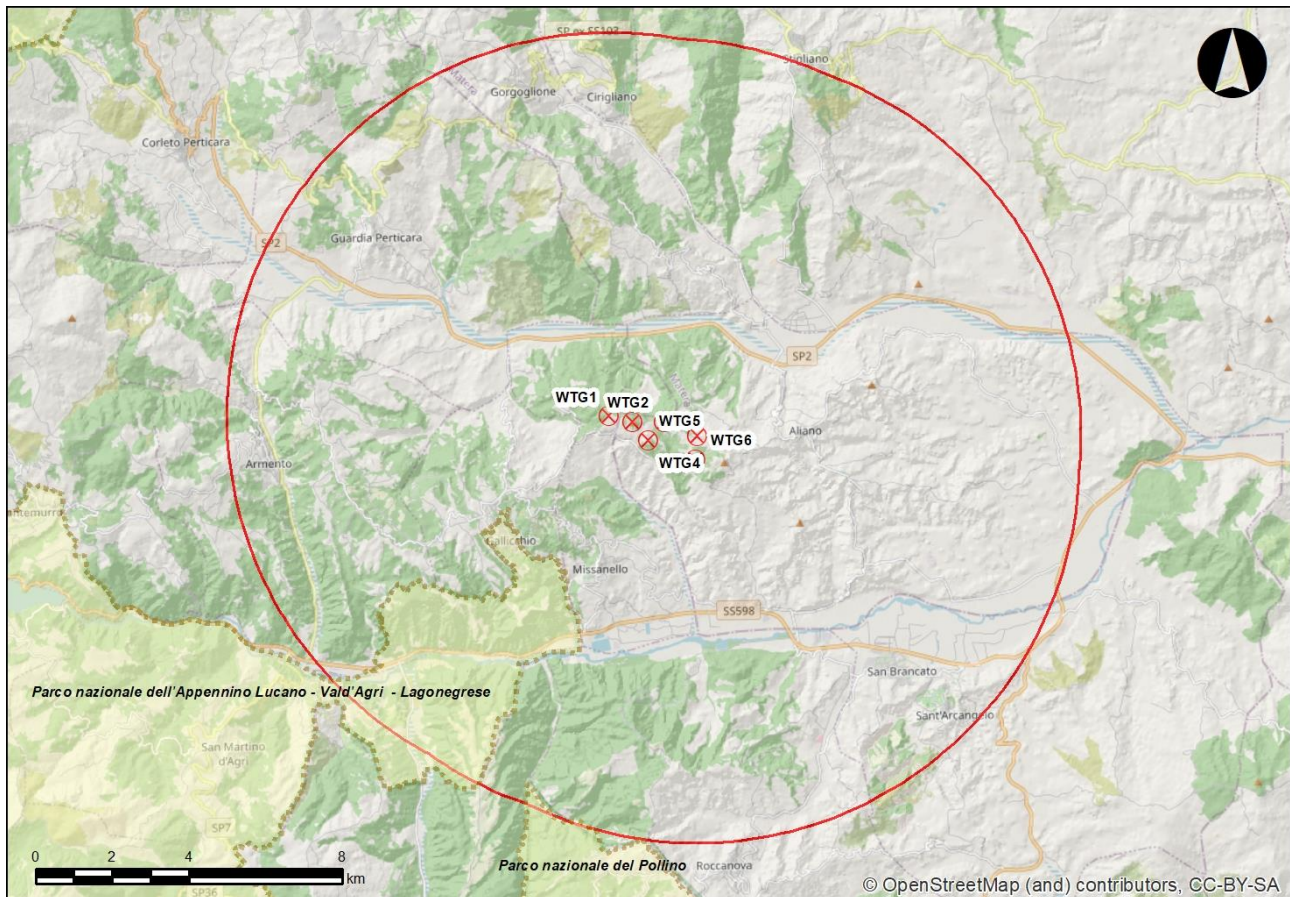 SP ex SS103
Stigliano
Matera
Gorgoglione
Cirigliano
Corleto Perticara
Guardia Perticara
SP2
SP2
Matera
WTG1
WTG2
WTG5
WTG6
WTG4
Aliano
Armento
Gallicchio
Missanello
SS598
San Brancato
Sant'Arcangelo
Parco nazionale dell'Appennino Lucano - Vald'Agri - Lagonegrese
San Martino
d'Agri
SP7
SP36
Parco nazionale del Pollino
Roccanova
0 2 4 8
km
© OpenStreetMap (and) contributors, CC-BY-SA